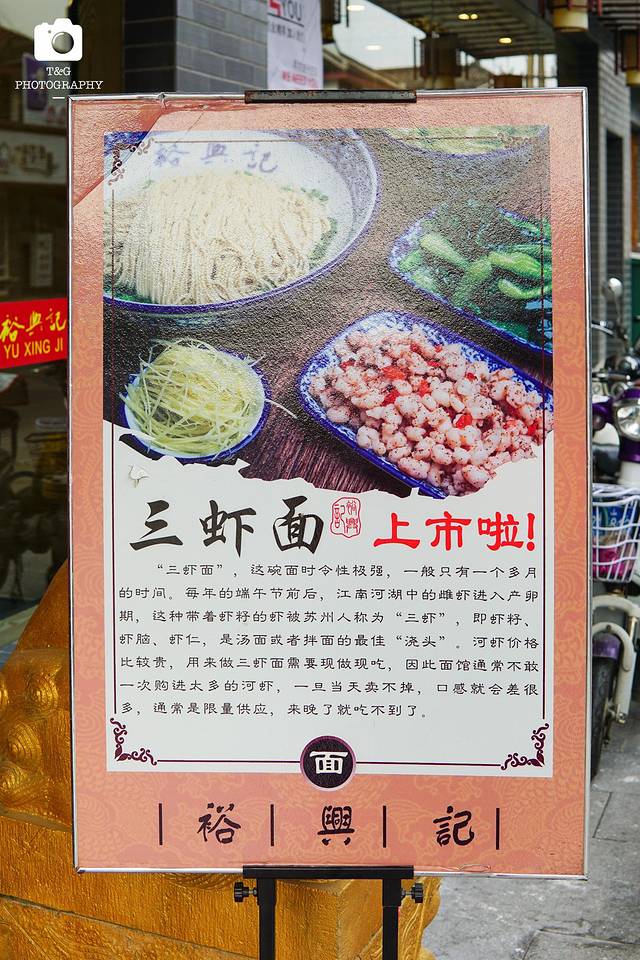 T&G
PHOTOGRAPHY
YOU
裕興記
裕興記
YU XING JI
三虾面
裕興記
上市啦!
“三虾面”，这碗面时令性极强，一般只有一个多月
的时间。每年的端午节前后，江南河湖中的雌虾进入产卵
期，这种带着虾籽的虾被苏州人称为“三虾”，即虾籽、
虾脑、虾仁，是汤面或者拌面的最佳“浇头”。河虾价格
比较贵，用来做三虾面需要现做现吃，因此面馆通常不敢
一次购进太多的河虾，一旦当天卖不掉，口感就会差很
多，通常是限量供应，来晚了就吃不到了。
面
裕 | 興 | 記